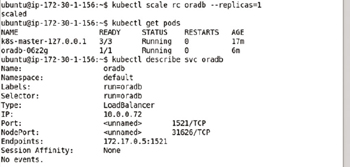 ubuntu@ip-172-30-1-156:~$ kubectl scale rc oradb --replicas=1
scaled
ubuntu@ip-172-30-1-156:~$ kubectl get pods
NAME READY STATUS RESTARTS AGE
k8s-master-127.0.0.1 3/3 Running 0 17m
oradb-06z2g 1/1 Running 0 6m
ubuntu@ip-172-30-1-156:~$ kubectl describe svc oradb
Name: oradb
Namespace: default
Labels: run=oradb
Selector: run=oradb
Type: LoadBalancer
IP: 10.0.0.72
Port: <unnamed> 1521/TCP
NodePort: <unnamed> 31626/TCP
Endpoints: 172.17.0.5:1521
Session Affinity: None
No events.